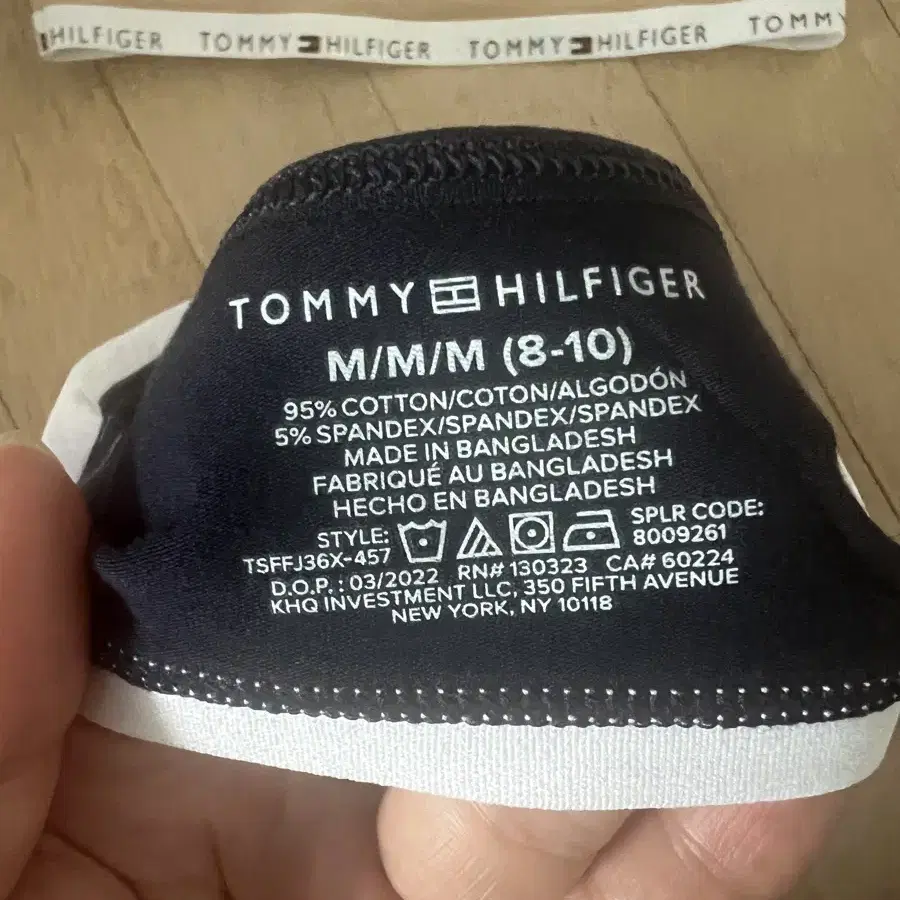 HILFIGER TOMMY HILFIGER TOMMY HILFIGER TOMMY
TOMMY HILFIGER
M/M/M (8-10)
95% COTTON/COTON/ALGODÓN
5% SPANDEX/SPANDEX/SPANDEX
MADE IN BANGLADESH
FABRIQUÉ AU BANGLADESH
HECHO EN BANGLADESH
STYLE:
TSFFJ36X-457
SPLR CODE:
8009261
D.O.P.: 03/2022 RN# 130323 CA# 60224
KHQ INVESTMENT LLC, 350 FIFTH AVENUE
NEW YORK, NY 10118